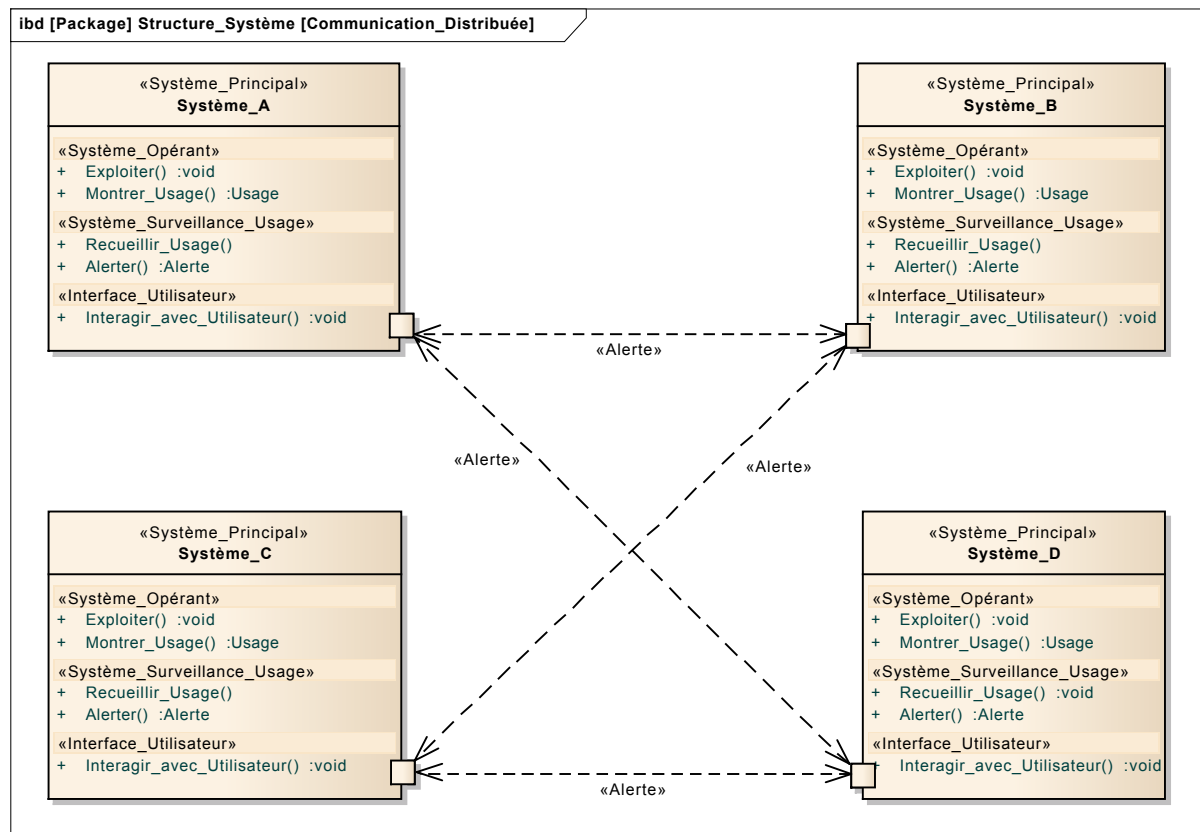 ibd [Package] Structure_Système [Communication_Distribuée]
«Système_Principal»
Système_A
«Système_Opérant»
+ Exploiter() :void
+ Montrer_Usage() :Usage
«Système_Surveillance_Usage»
+ Recueillir_Usage()
+ Alerter() :Alerte
«Interface_Utilisateur»
+ Interagir_avec_Utilisateur() :void
«Système_Principal»
Système_B
«Système_Opérant»
+ Exploiter() :void
+ Montrer_Usage() :Usage
«Système_Surveillance_Usage»
+ Recueillir_Usage()
+ Alerter() :Alerte
«Interface_Utilisateur»
+ Interagir_avec_Utilisateur() :void
«Alerte»
«Alerte»
«Alerte»
«Système_Principal»
Système_C
«Système_Opérant»
+ Exploiter() :void
+ Montrer_Usage() :Usage
«Système_Surveillance_Usage»
+ Recueillir_Usage()
+ Alerter() :Alerte
«Interface_Utilisateur»
+ Interagir_avec_Utilisateur() :void
«Système_Principal»
Système_D
«Système_Opérant»
+ Exploiter() :void
+ Montrer_Usage() :Usage
«Système_Surveillance_Usage»
+ Recueillir_Usage() :void
+ Alerter() :Alerte
«Interface_Utilisateur»
Interagir_avec_Utilisateur() :void
«Alerte»